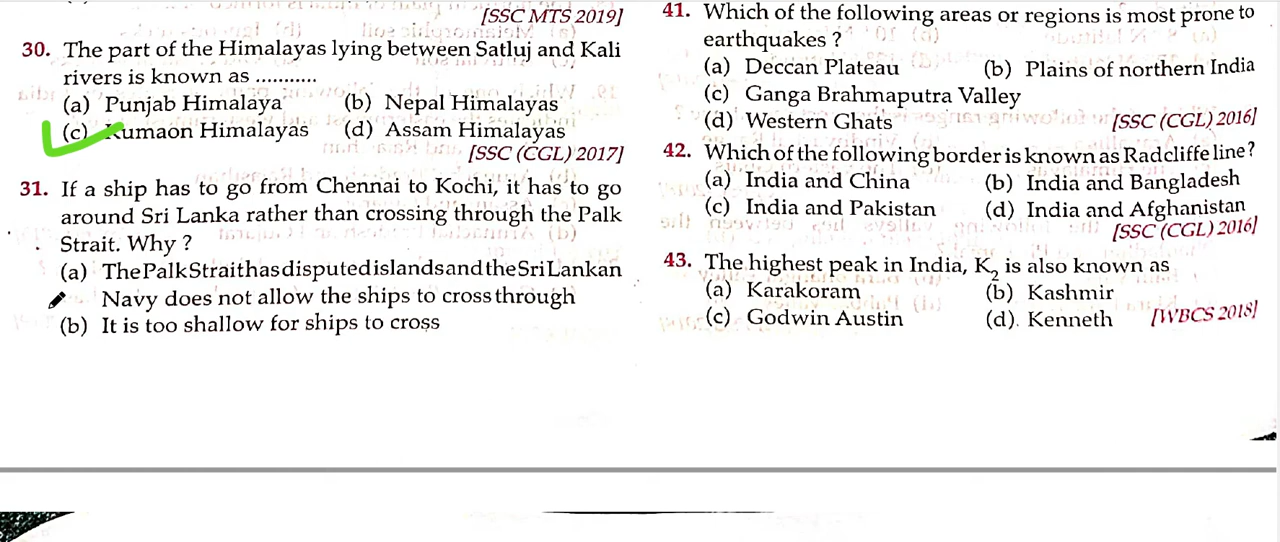 [SSC MTS 2019]
30. The part of the Himalayas lying between Satluj and Kali
rivers is known as ...........
(a) Punjab Himalaya (b) Nepal Himalayas
(c) Kumaon Himalayas (d) Assam Himalayas
[SSC (CGL) 2017]
31. If a ship has to go from Chennai to Kochi, it has to go
around Sri Lanka rather than crossing through the Palk
Strait. Why ?
(a) The Palk Strait has disputed islands and the Sri Lankan
Navy does not allow the ships to cross through
(b) It is too shallow for ships to cross
41. Which of the following areas or regions is most prone to
earthquakes ?
(a) Deccan Plateau (b) Plains of northern India
(c) Ganga Brahmaputra Valley
(d) Western Ghats [SSC (CGL) 2016]
42. Which of the following border is known as Radcliffe line?
(a) India and China (b) India and Bangladesh
(c) India and Pakistan (d) India and Afghanistan
[SSC (CGL) 2016]
43. The highest peak in India, K2 is also known as
(a) Karakoram (b) Kashmir
(c) Godwin Austin (d). Kenneth [WBCS 2018]